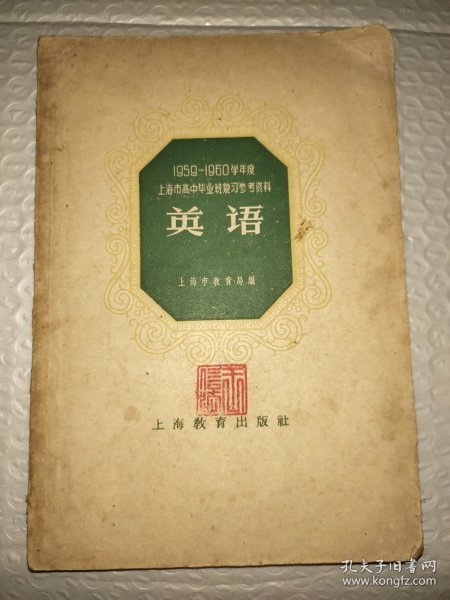 1959-1960学年度
上海市高中毕业班复习参考资料
英语
上海市教育局编
上海教育出版社
孔夫子旧书网
www.kongfz.com